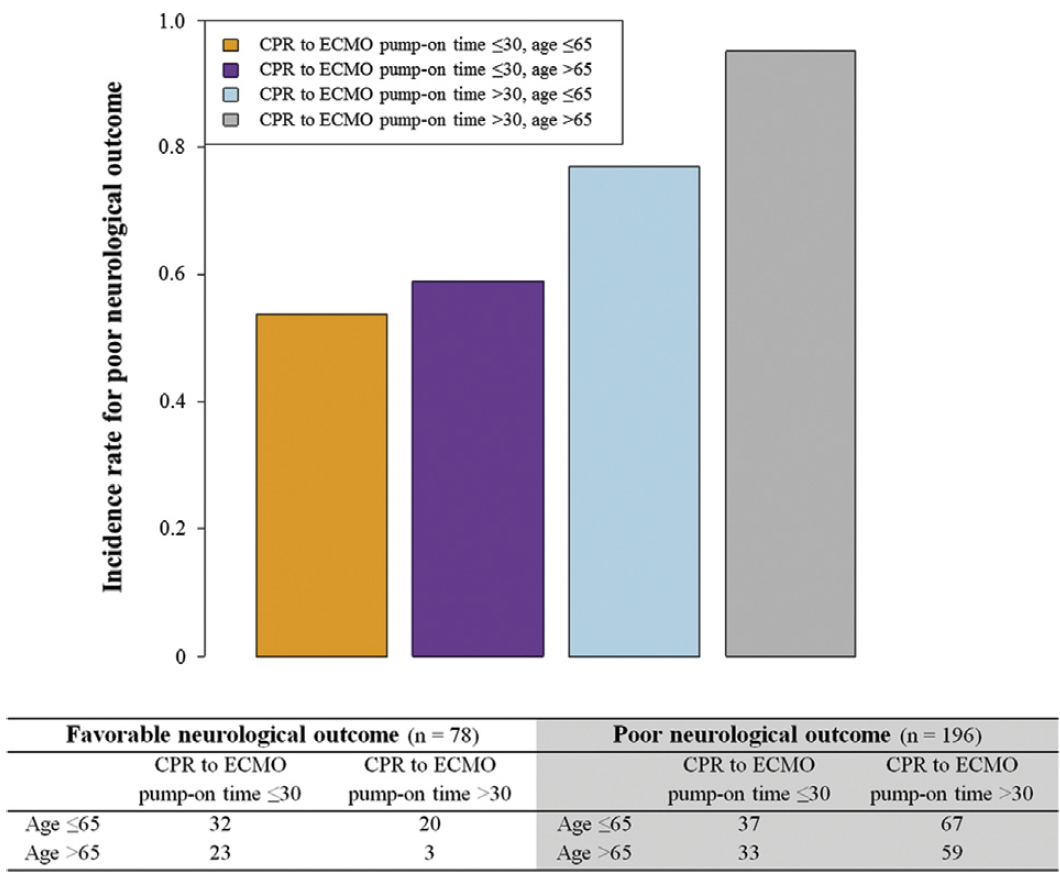 Incidence rate for poor neurological outcome
1.0
0.8
0.6
0.4
0.2
0
CPR to ECMO pump-on time ≤30, age ≤65
CPR to ECMO pump-on time ≤30, age >65
CPR to ECMO pump-on time >30, age ≤65
CPR to ECMO pump-on time >30, age >65
Favorable neurological outcome (n = 78) Poor neurological outcome (n = 196)
CPR to ECMO CPR to ECMO CPR to ECMO CPR to ECMO
pump-on time ≤30 pump-on time >30 pump-on time ≤30 pump-on time >30
Age ≤65 32 20 Age ≤65 37 67
Age >65 23 3 Age >65 33 59